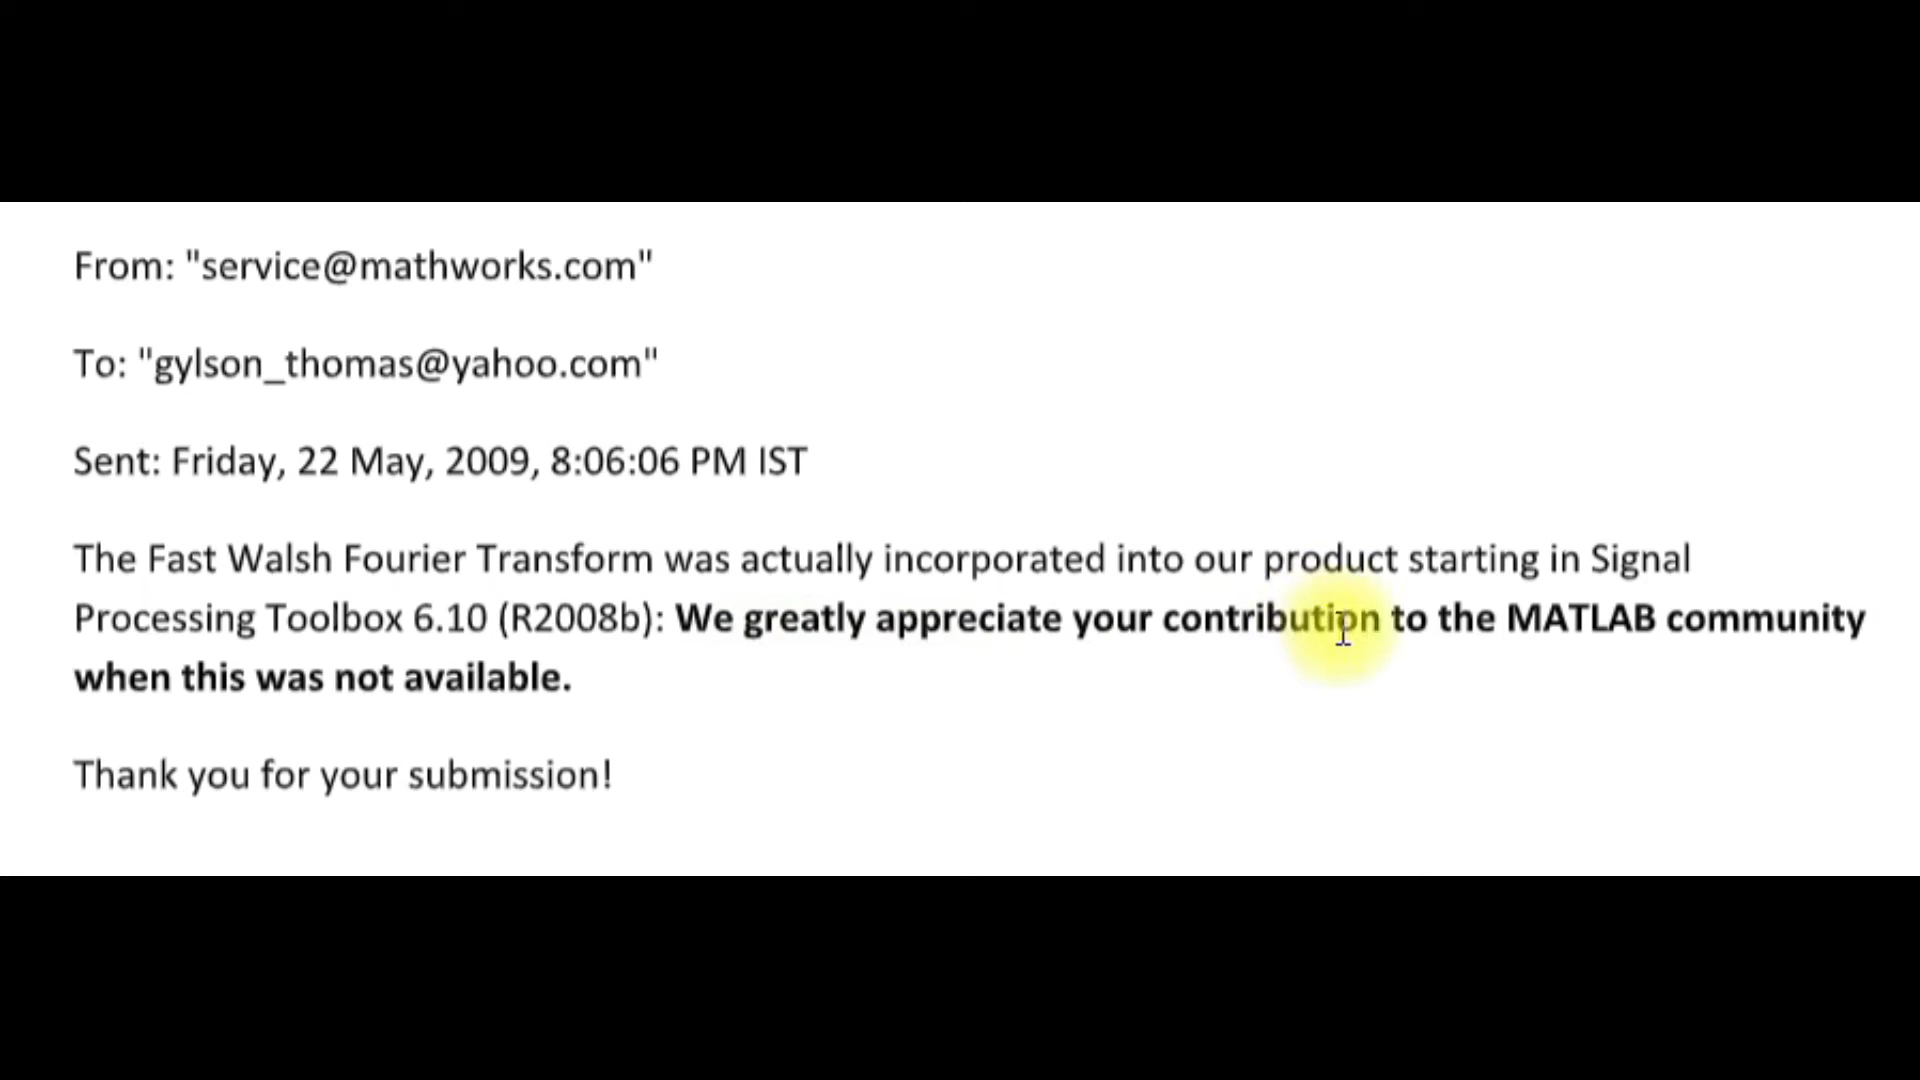 From: "service@mathworks.com"
To: "gylson_thomas@yahoo.com"
Sent: Friday, 22 May, 2009, 8:06:06 PM IST
The Fast Walsh Fourier Transform was actually incorporated into our product starting in Signal
Processing Toolbox 6.10 (R2008b): We greatly appreciate your contribution to the MATLAB community
when this was not available.
Thank you for your submission!